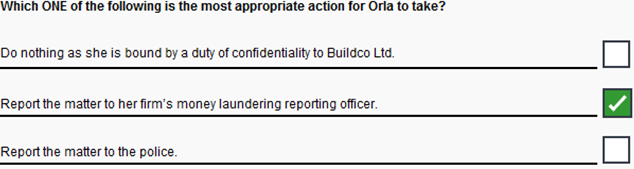 Which ONE of the following is the most appropriate action for Orla to take?
Do nothing as she is bound by a duty of confidentiality to Buildco Ltd.
Report the matter to her firm's money laundering reporting officer.
Report the matter to the police.